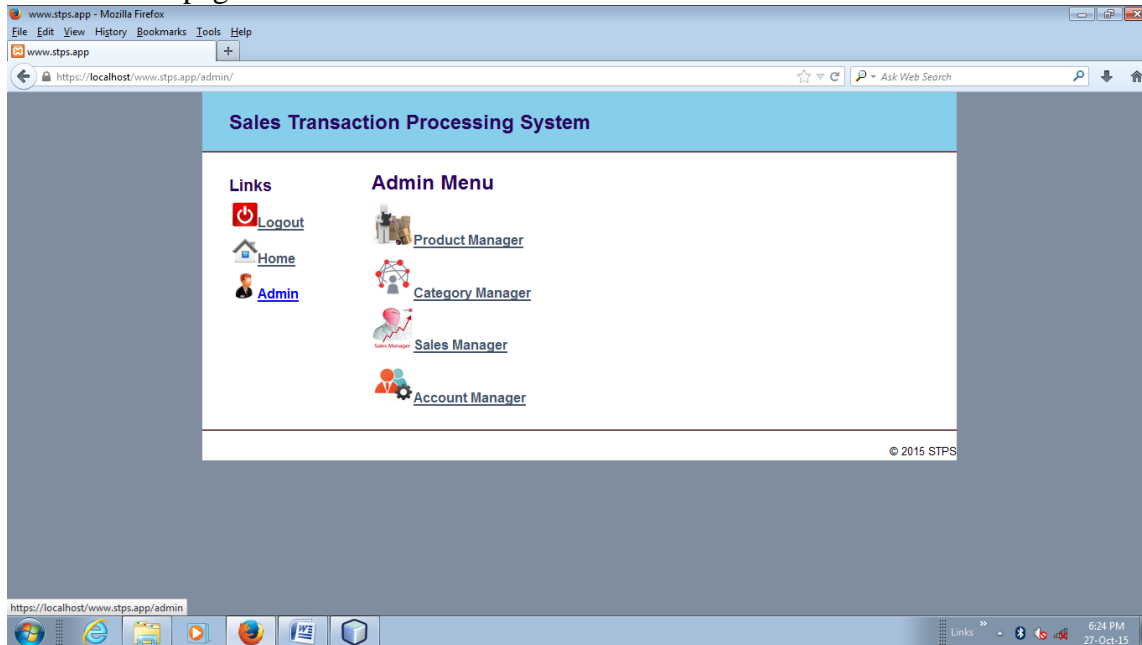 page
www.stps.app - Mozilla Firefox
File Edit View History Bookmarks Tools Help
www.stps.app
https://localhost/www.stps.app/admin/
Ask Web Search
Sales Transaction Processing System
Links
Logout
Home
Admin
Admin Menu
Product Manager
Category Manager
Sales Manager
Sales Manager
Account Manager
© 2015 STPS
https://localhost/www.stps.app/admin
Links
6:24 PM
27-Oct-15